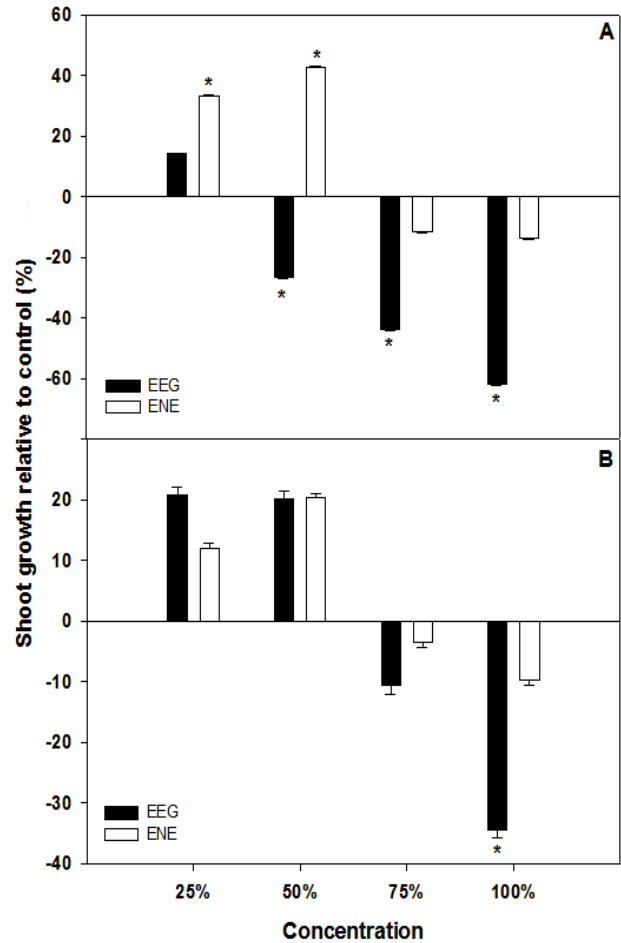 Shoot growth relative to control (%)
A
60
40
20
0
-20
-40
-60
*
*
*
*
*
EEG
ENE
B
20
10
0
-10
-20
-30
-40
*
EEG
ENE
25% 50% 75% 100%
Concentration